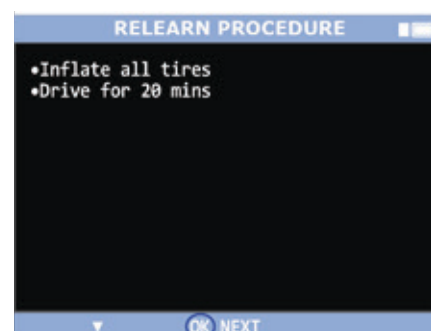 RELEARN PROCEDURE
•Inflate all tires
•Drive for 20 mins
OK NEXT